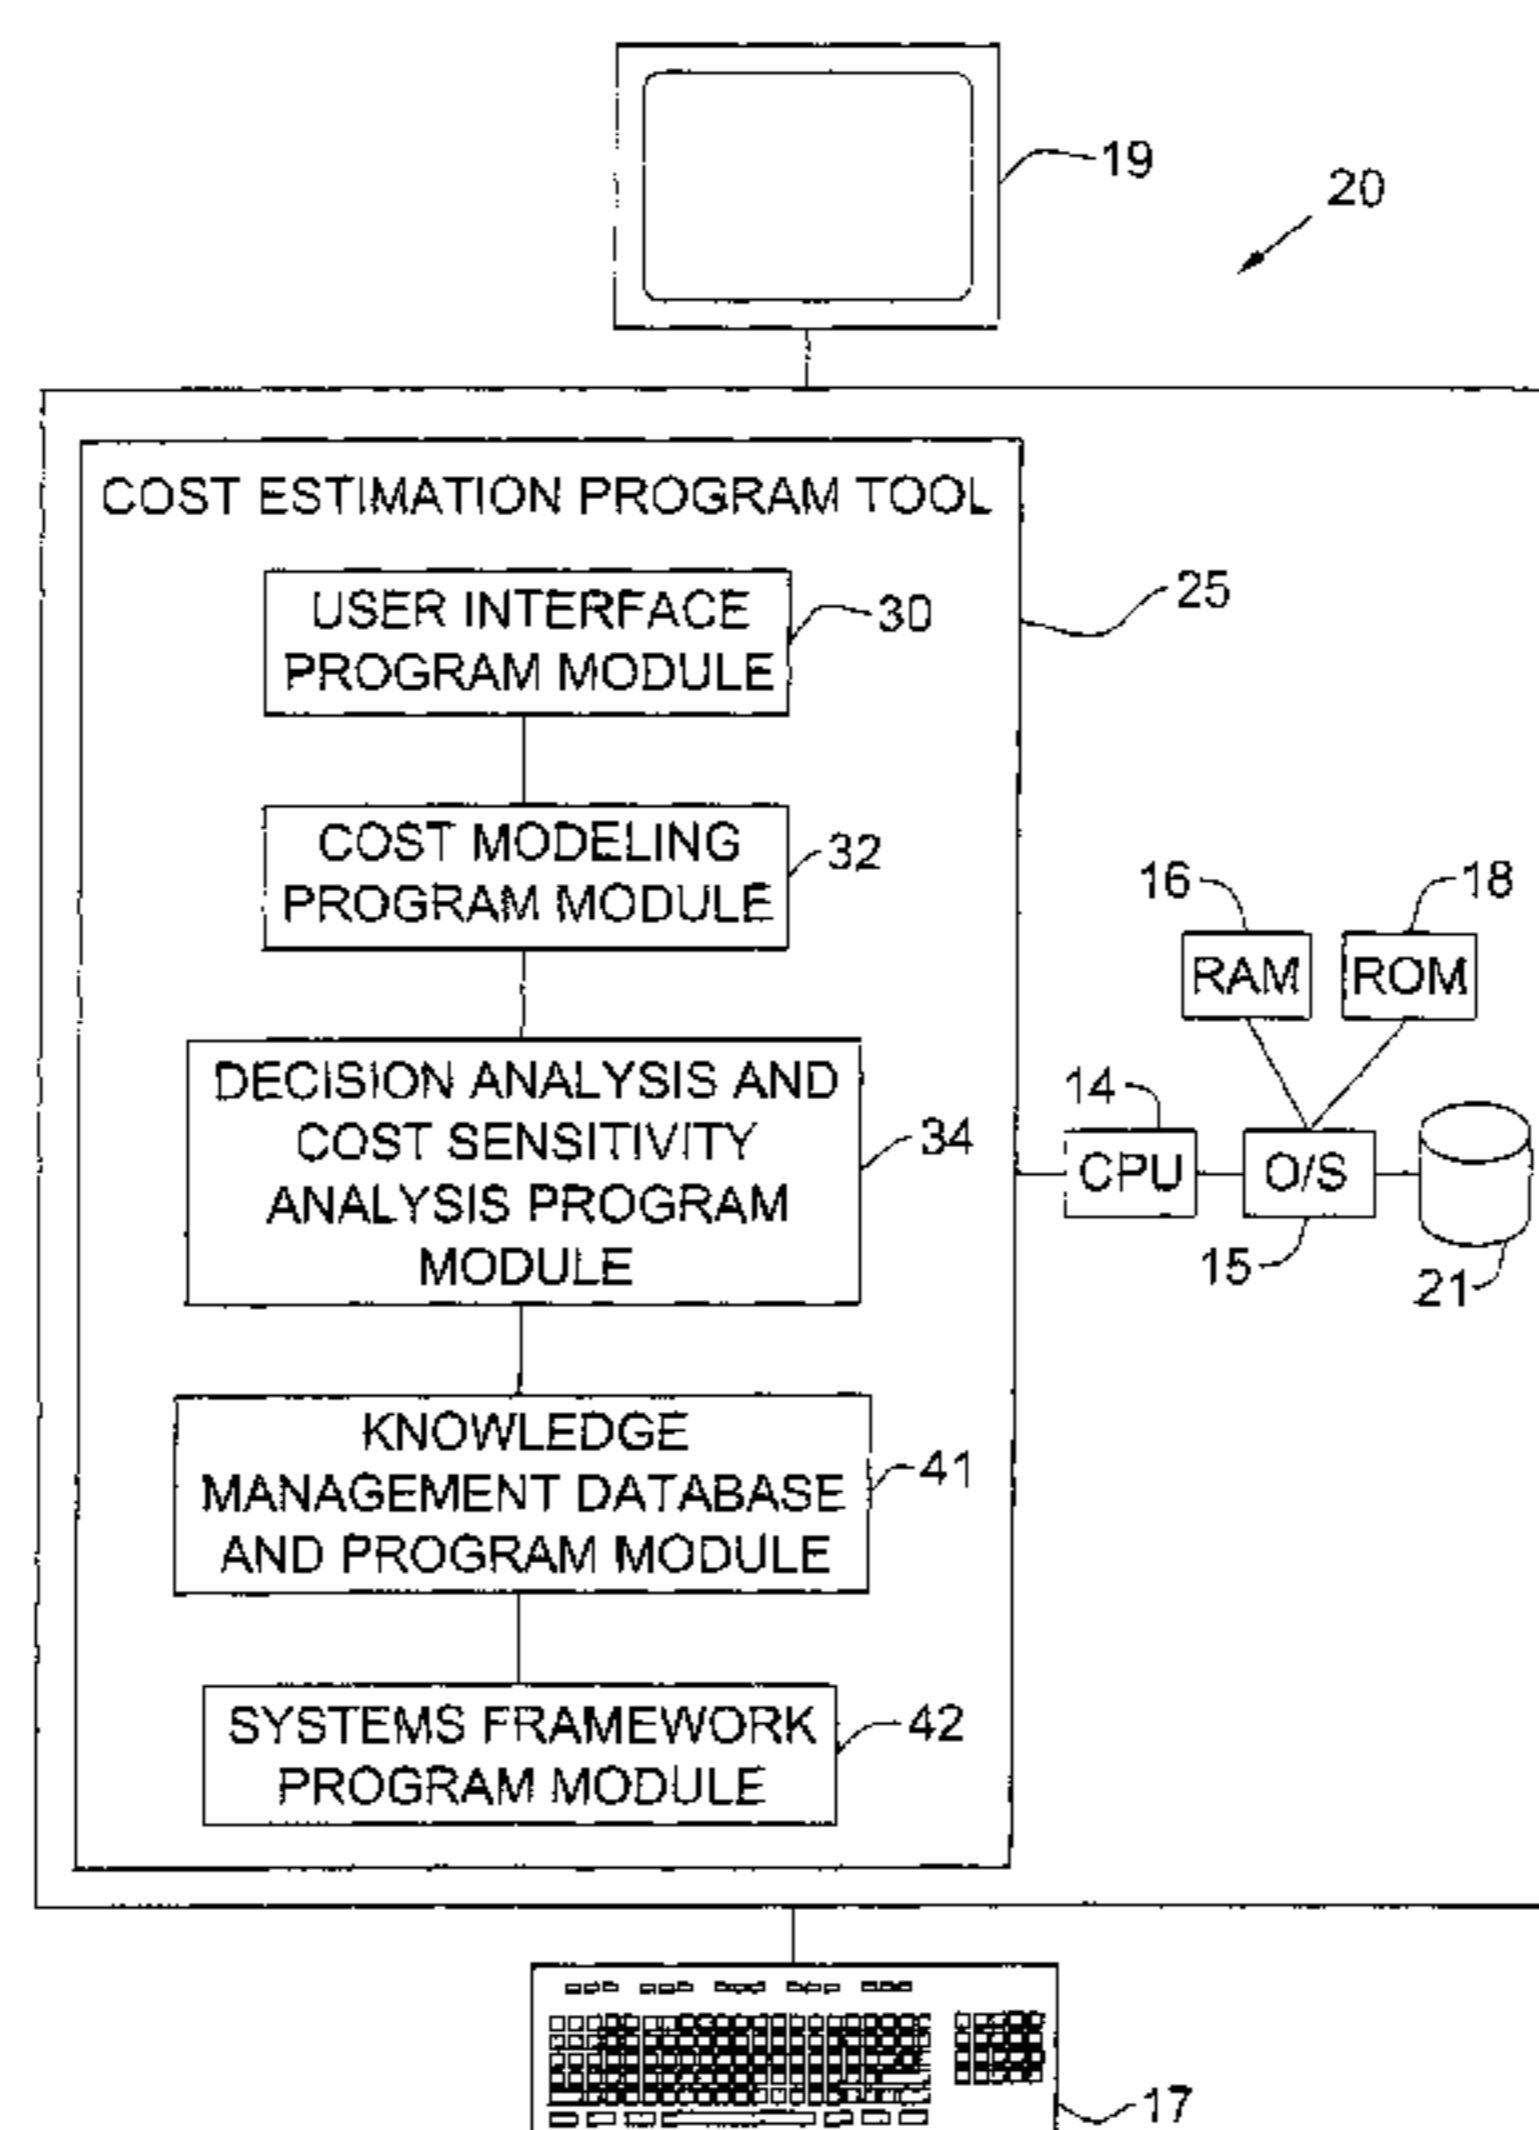 19
20
COST ESTIMATION PROGRAM TOOL
USER INTERFACE
PROGRAM MODULE
30
25
COST MODELING
PROGRAM MODULE
32
16
18
RAM
ROM
DECISION ANALYSIS AND
COST SENSITIVITY
ANALYSIS PROGRAM
MODULE
34
14
CPU
O/S
15
21
KNOWLEDGE
MANAGEMENT DATABASE
AND PROGRAM MODULE
41
SYSTEMS FRAMEWORK
PROGRAM MODULE
42
17